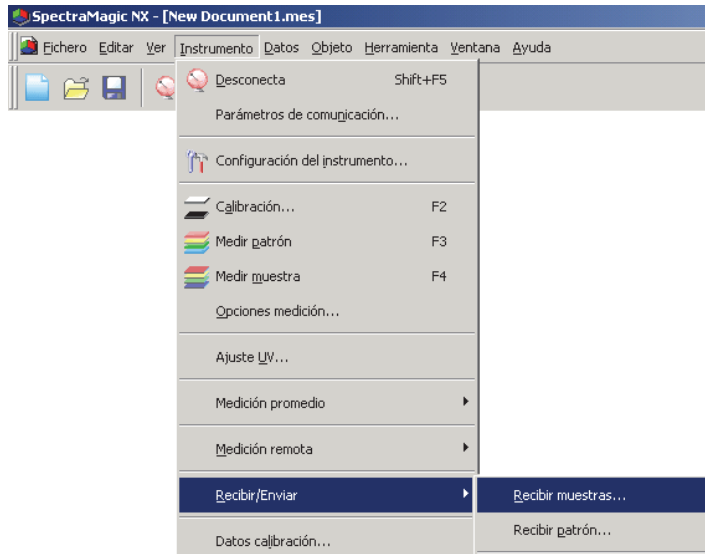 SpectraMagic NX - [New Document1.mes]
Fichero Editar Ver Instrumento Datos Objeto Herramienta Ventana Ayuda
Desconecta Shift+F5
Parámetros de comunicación...
Configuración del instrumento...
Calibración... F2
Medir patrón F3
Medir muestra F4
Opciones medición...
Ajuste UV...
Medición promedio
Medición remota
Recibir/Enviar
Recibir muestras...
Recibir patrón...
Datos calibración...